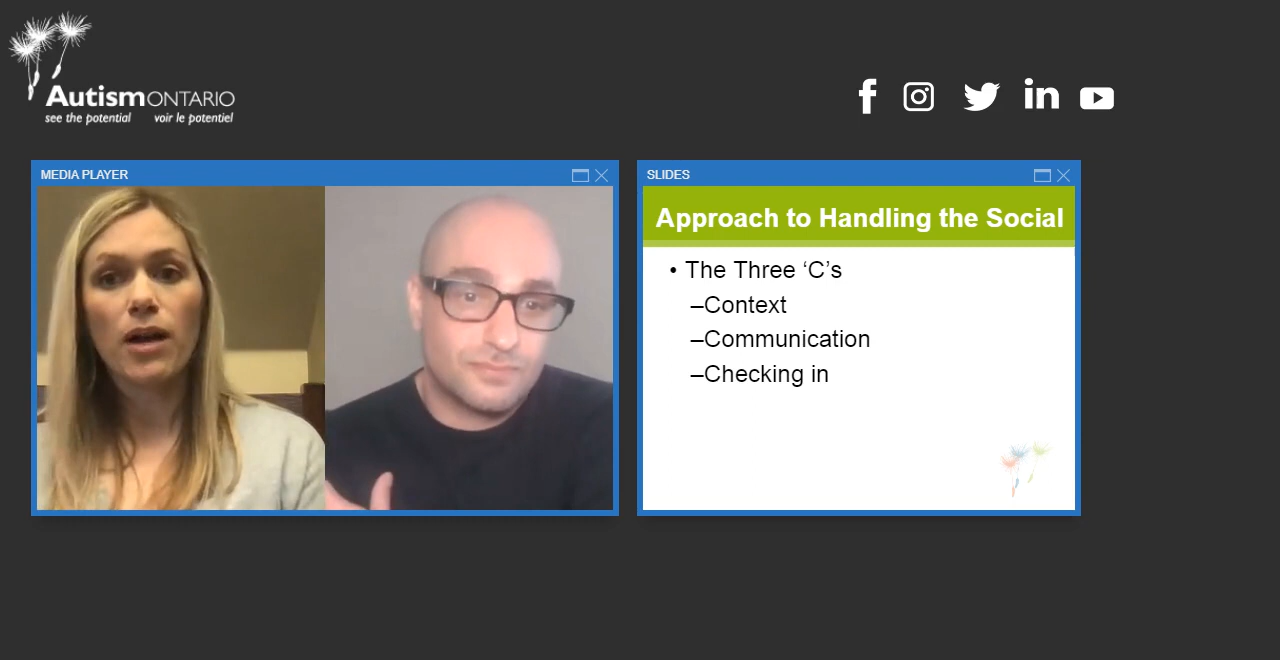 Autism ONTARIO
see the potential voir le potentiel
MEDIA PLAYER
SLIDES
Approach to Handling the Social
• The Three ‘C’s
–Context
–Communication
–Checking in